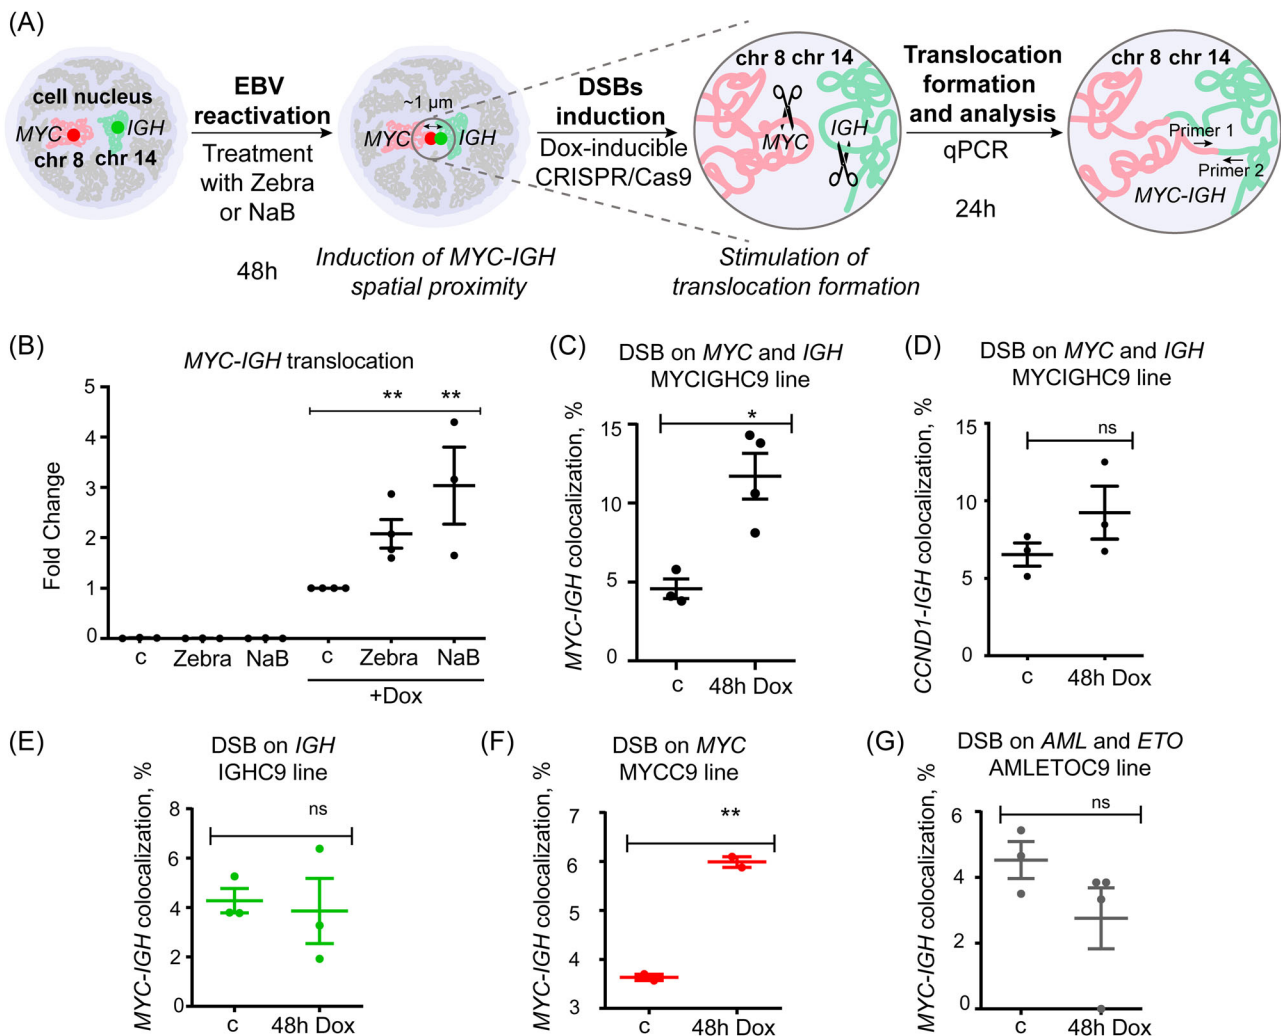 (A)
cell nucleus
MYC
IGH
chr 8
chr 14
EBV
reactivation
Treatment
with Zebra
or NaB
48h
~1 µm
MYC
IGH
Induction of MYC-IGH
spatial proximity
DSBs
induction
Dox-inducible
CRISPR/Cas9
chr 8 chr 14
MYC
IGH
Stimulation of
translocation formation
Translocation
formation
and analysis
qPCR
24h
chr 8 chr 14
Primer 1
Primer 2
MYC-IGH
(B)
MYC-IGH translocation
Fold Change
5
4
3
2
1
0
** **
c Zebra NaB c Zebra NaB
+Dox
(C)
DSB on MYC and IGH
MYCIGHC9 line
MYC-IGH colocalization, %
15
10
5
0
*
c 48h Dox
(D)
DSB on MYC and IGH
MYCIGHC9 line
CCND1-IGH colocalization, %
15
10
5
0
ns
c 48h Dox
(E)
DSB on IGH
IGHC9 line
MYC-IGH colocalization, %
8
6
4
2
0
ns
c 48h Dox
(F)
DSB on MYC
MYCC9 line
MYC-IGH colocalization, %
7
6
5
4
3
**
c 48h Dox
(G)
DSB on AML and ETO
AMLETOC9 line
MYC-IGH colocalization, %
6
4
2
0
ns
c 48h Dox